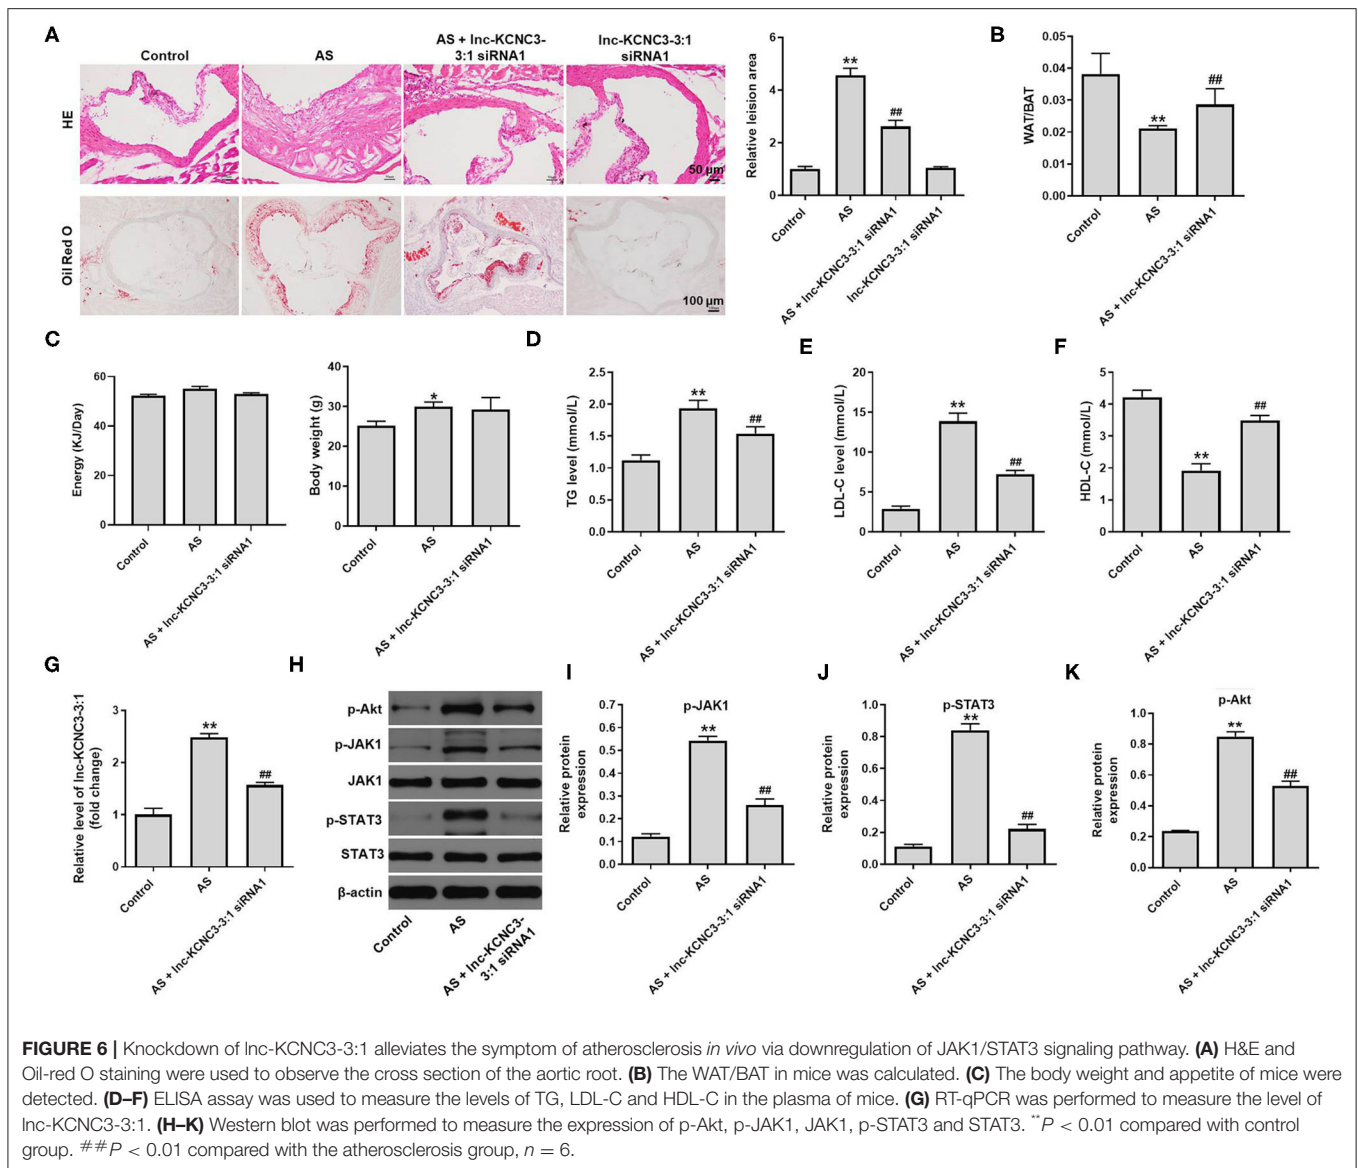 A
Control
AS
AS + lnc-KCNC3-
3:1 siRNA1
lnc-KCNC3-3:1
siRNA1
HE
50 µm
Oil Red O
100 µm
Relative leision area
6
4
2
0
**
##
Control
AS
AS + lnc-KCNC3-3:1 siRNA1
lnc-KCNC3-3:1 siRNA1
B
WAT/BAT
0.05
0.04
0.03
0.02
0.01
0.00
**
##
Control
AS
AS + lnc-KCNC3-3:1 siRNA1
C
Energy (KJ/Day)
60
40
20
0
Control
AS
AS + lnc-KCNC3-3:1 siRNA1
Body weight (g)
40
30
20
10
0
*
Control
AS
AS + lnc-KCNC3-3:1 siRNA1
D
TG level (mmol/L)
2.5
2.0
1.5
1.0
0.5
0.0
**
##
Control
AS
AS + lnc-KCNC3-3:1 siRNA1
E
LDL-C level (mmol/L)
20
15
10
5
0
**
##
Control
AS
AS + lnc-KCNC3-3:1 siRNA1
F
HDL-C (mmol/L)
5
4
3
2
1
0
**
##
Control
AS
AS + lnc-KCNC3-3:1 siRNA1
G
Relative level of lnc-KCNC3-3:1
(fold change)
3
2
1
0
**
##
Control
AS
AS + lnc-KCNC3-3:1 siRNA1
H
p-Akt
p-JAK1
JAK1
p-STAT3
STAT3
β-actin
Control
AS
AS + lnc-KCNC3-
3:1 siRNA1
I
p-JAK1
Relative protein
expression
0.7
0.6
0.5
0.4
0.3
0.2
0.1
0.0
**
##
Control
AS
AS + lnc-KCNC3-3:1 siRNA1
J
p-STAT3
Relative protein
expression
1.0
0.8
0.6
0.4
0.2
0.0
**
##
Control
AS
AS + lnc-KCNC3-3:1 siRNA1
K
p-Akt
Relative protein
expression
1.0
0.8
0.6
0.4
0.2
0.0
**
##
Control
AS
AS + lnc-KCNC3-3:1 siRNA1
FIGURE 6 | Knockdown of lnc-KCNC3-3:1 alleviates the symptom of atherosclerosis in vivo via downregulation of JAK1/STAT3 signaling pathway. (A) H&E and
Oil-red O staining were used to observe the cross section of the aortic root. (B) The WAT/BAT in mice was calculated. (C) The body weight and appetite of mice were
detected. (D–F) ELISA assay was used to measure the levels of TG, LDL-C and HDL-C in the plasma of mice. (G) RT-qPCR was performed to measure the level of
lnc-KCNC3-3:1. (H–K) Western blot was performed to measure the expression of p-Akt, p-JAK1, JAK1, p-STAT3 and STAT3. **P < 0.01 compared with control
group. ##P < 0.01 compared with the atherosclerosis group, n = 6.